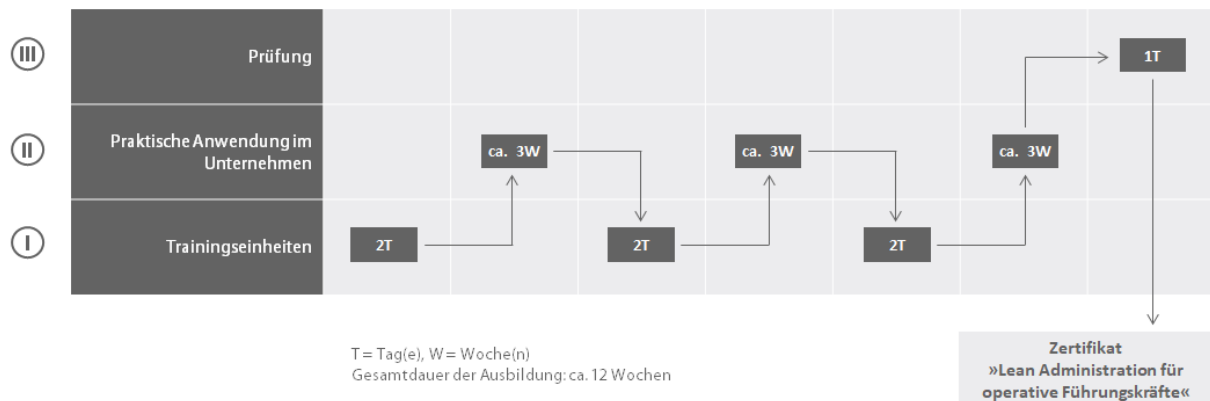 III
Prüfung
1T
II
Praktische Anwendung im
Unternehmen
ca. 3W
ca. 3W
ca. 3W
I
Trainingseinheiten
2T
2T
2T
T = Tag(e), W = Woche(n)
Gesamtdauer der Ausbildung: ca. 12 Wochen
Zertifikat
»Lean Administration für
operative Führungskräfte«